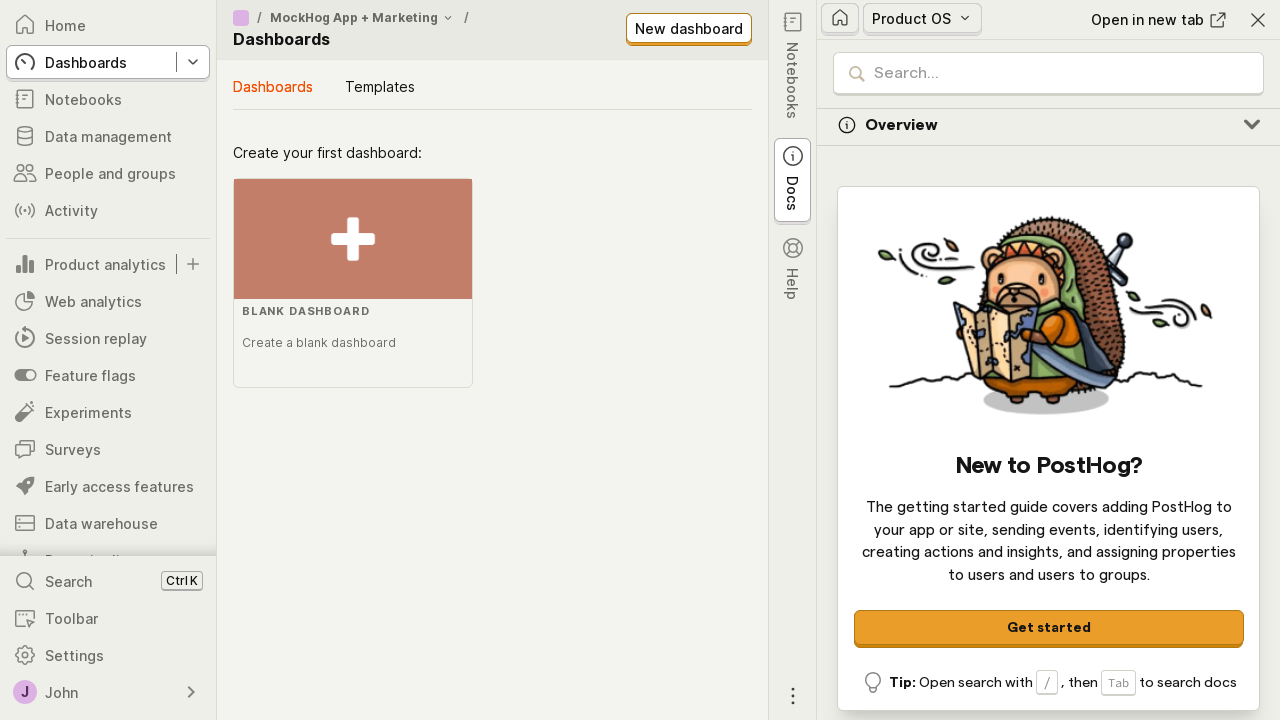 Home
Dashboards
Notebooks
Data management
People and groups
Activity
Product analytics
Web analytics
Session replay
Feature flags
Experiments
Surveys
Early access features
Data warehouse
Search Ctrl K
Toolbar
Settings
J John
/ MockHog App + Marketing /
Dashboards
New dashboard
Dashboards Templates
Create your first dashboard:
BLANK DASHBOARD
Create a blank dashboard
Notebooks
Docs
Help
Product OS
Open in new tab
Search...
Overview
New to PostHog?
The getting started guide covers adding PostHog to
your app or site, sending events, identifying users,
creating actions and insights, and assigning properties
to users and users to groups.
Get started
Tip: Open search with / , then Tab to search docs